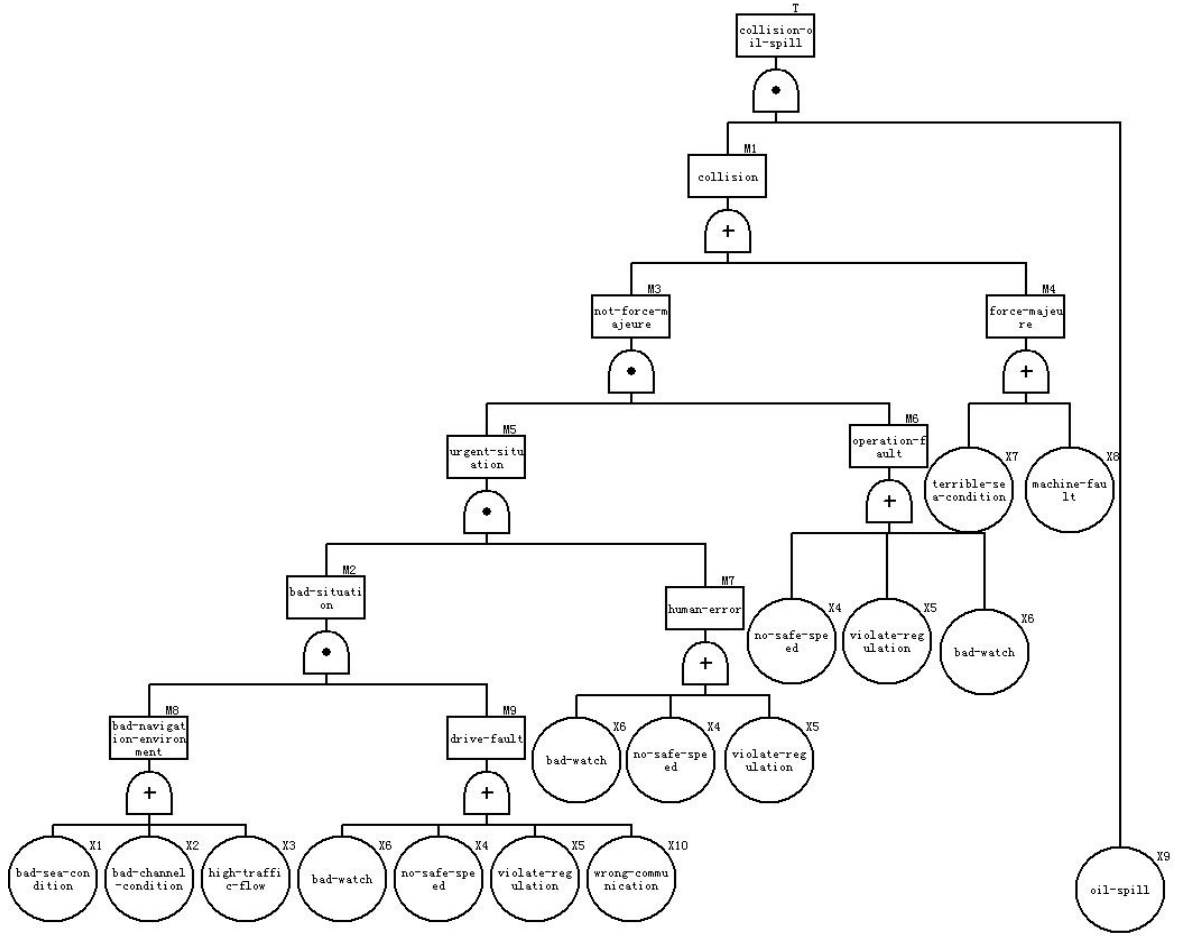 T
collision-o
il-spill
M1
collision
+
M3
not-force-m
ajeure
M4
force-majeu
re
+
M5
urgent-situ
ation
M6
operation-f
ault
+
X7
terrible-se
a-condition
X8
machine-fau
lt
M2
bad-situati
on
M7
human-error
+
X4
no-safe-spe
ed
X5
violate-reg
ulation
X6
bad-watch
M8
bad-navigat
ion-environ
ment
+
M9
drive-fault
+
X6
bad-watch
X4
no-safe-spe
ed
X5
violate-reg
ulation
X1
bad-sea-con
dition
X2
bad-channel
-condition
X3
high-traffi
c-flow
X6
bad-watch
X4
no-safe-spe
ed
X5
violate-reg
ulation
X10
wrong-commu
nication
X9
oil-spill